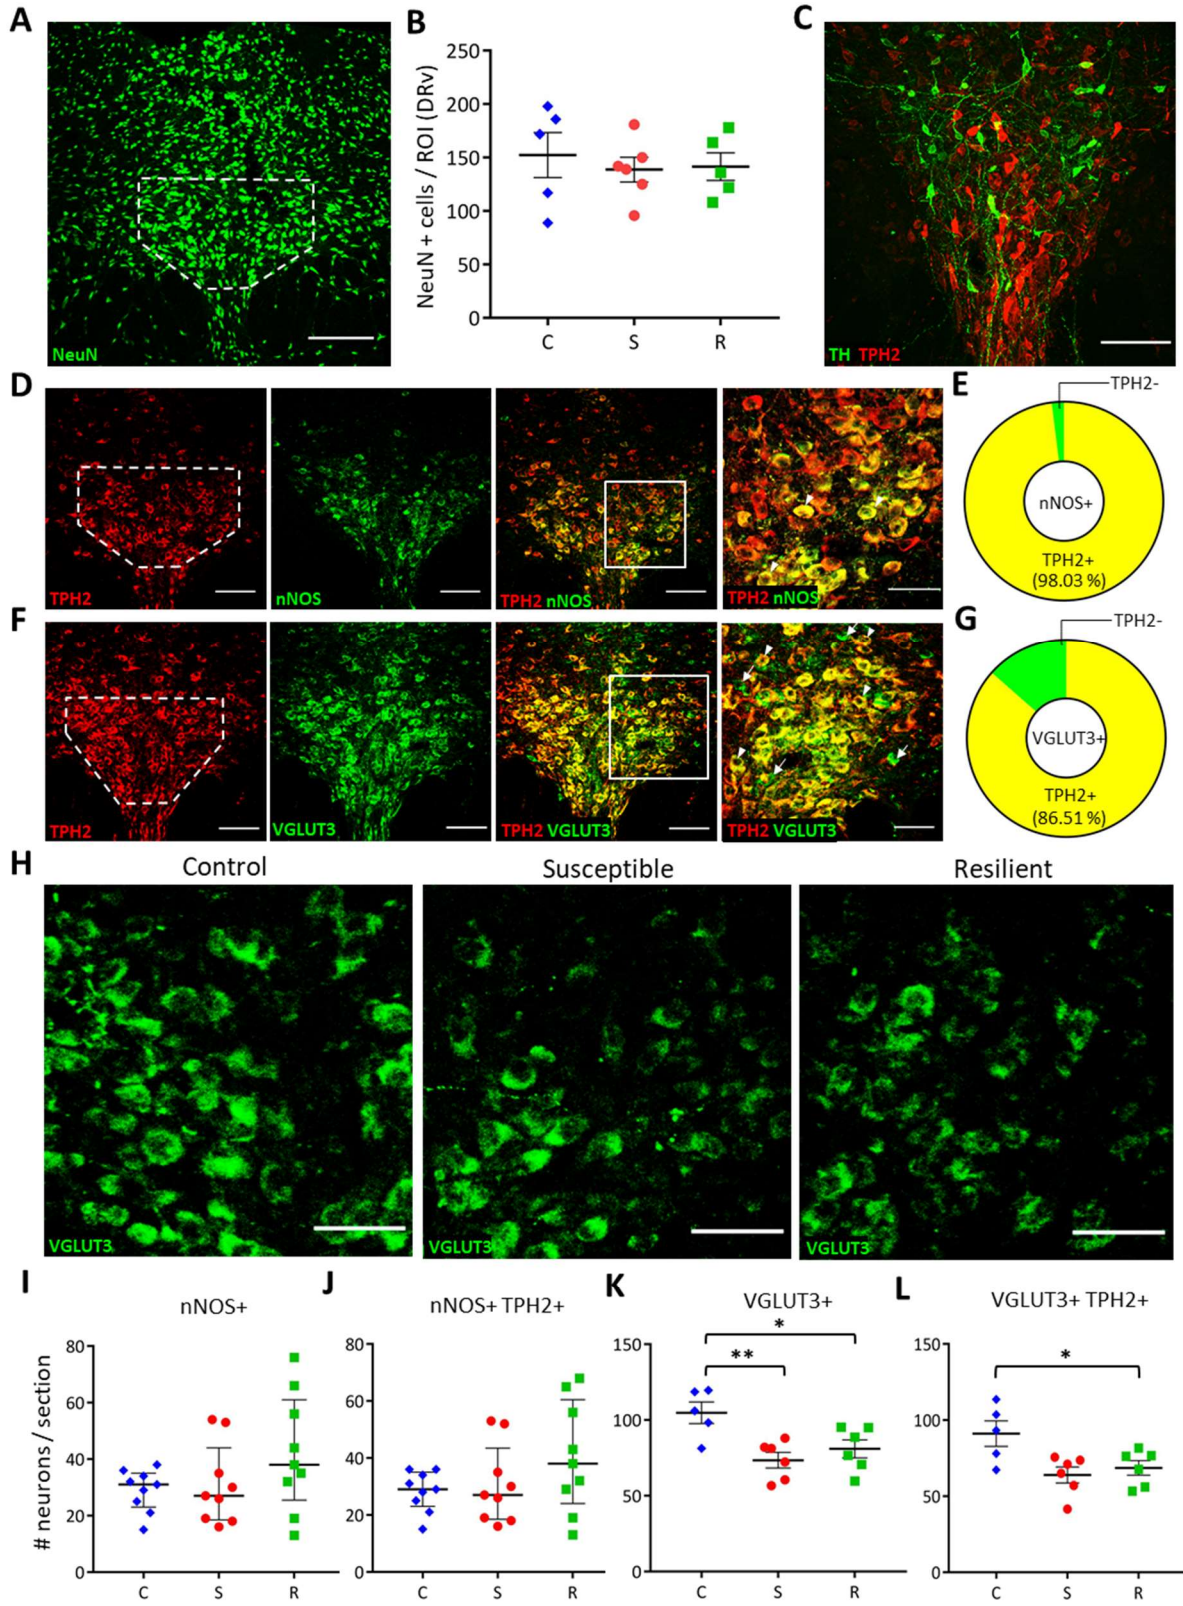 A
NeuN
B
NeuN + cells / ROI (DRv)
250
200
150
100
50
0
C S R
C
TH TPH2
D
TPH2
nNOS
TPH2 nNOS
TPH2 nNOS
E
TPH2-
nNOS+
TPH2+
(98.03 %)
F
TPH2
VGLUT3
TPH2 VGLUT3
TPH2 VGLUT3
G
TPH2-
VGLUT3+
TPH2+
(86.51 %)
H
Control
Susceptible
Resilient
VGLUT3
VGLUT3
VGLUT3
I
nNOS+
# neurons / section
80
60
40
20
0
C S R
J
nNOS+ TPH2+
80
60
40
20
0
C S R
K
VGLUT3+
*
**
150
100
50
0
C S R
L
VGLUT3+ TPH2+
*
150
100
50
0
C S R